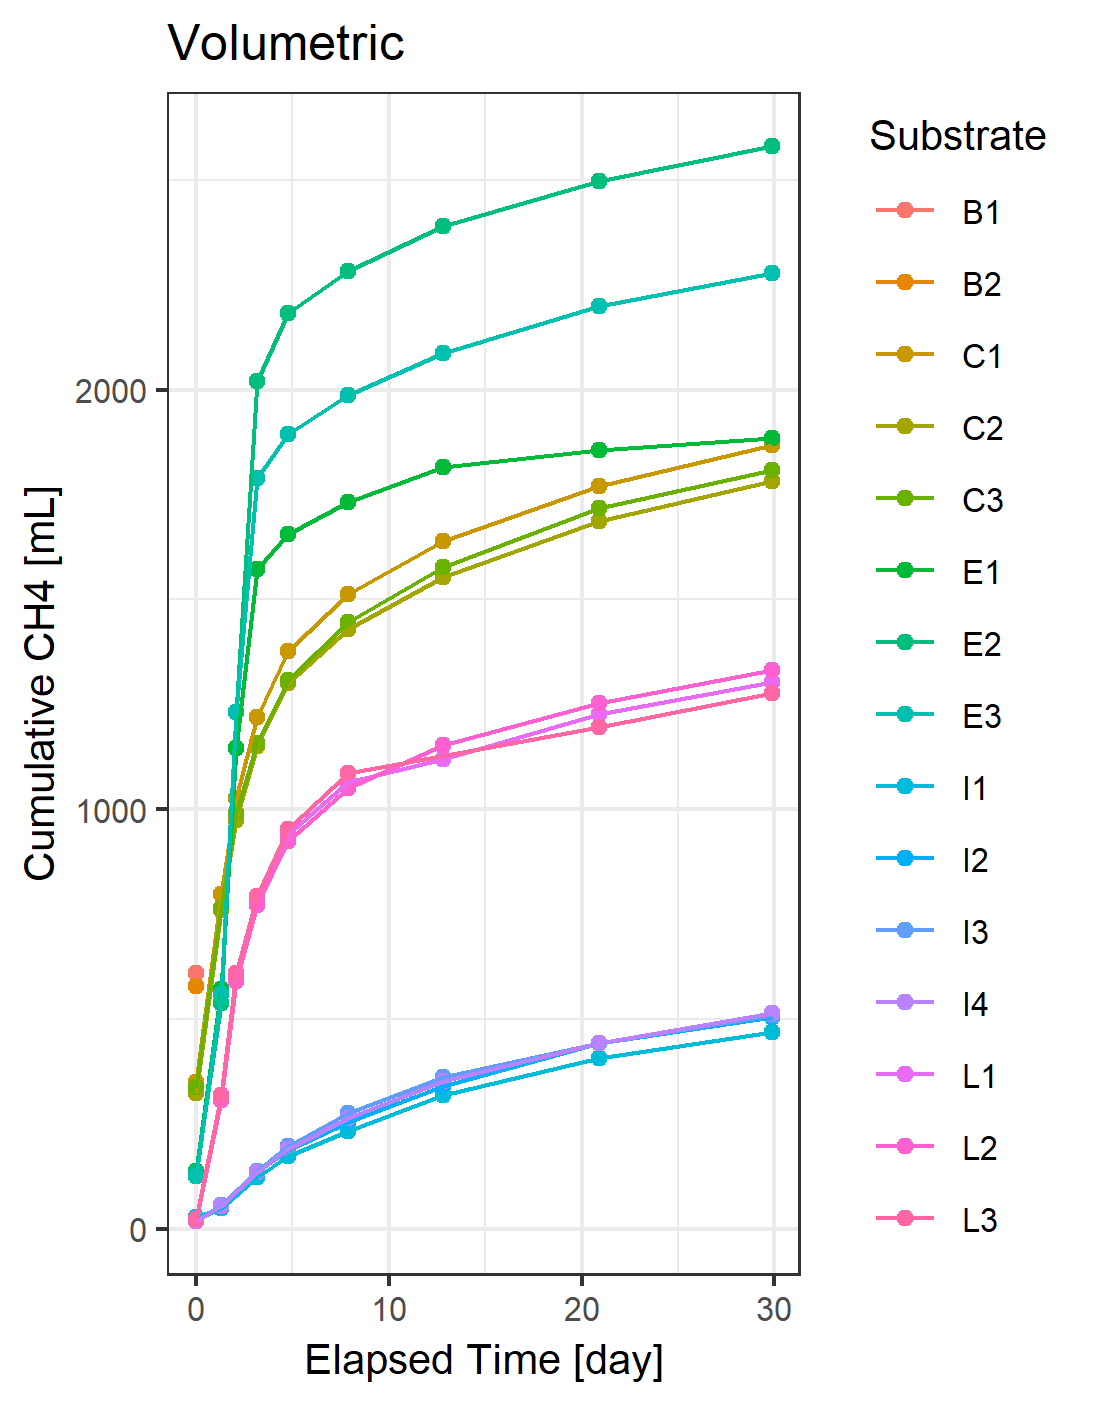 Volumetric
Cumulative CH4 [mL]
2000
1000
0
0
10
20
30
Elapsed Time [day]
Substrate
B1
B2
C1
C2
C3
E1
E2
E3
I1
I2
I3
I4
L1
L2
L3